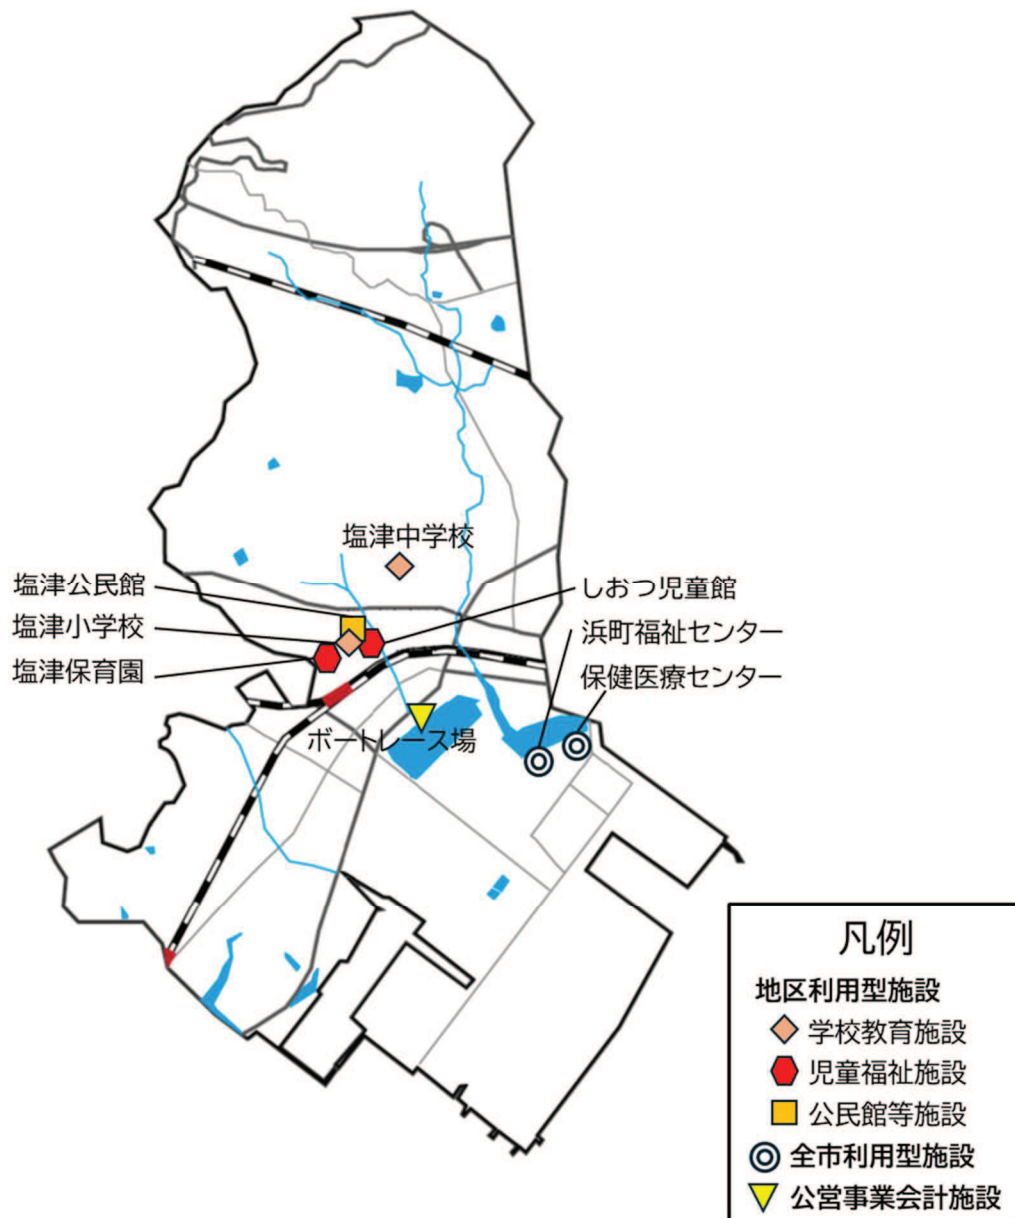 塩津中学校
塩津公民館
しおつ児童館
塩津小学校
浜町福祉センター
塩津保育園
保健医療センター
ボートレース場
凡例
地区利用型施設
学校教育施設
児童福祉施設
公民館等施設
全市利用型施設
公営事業会計施設